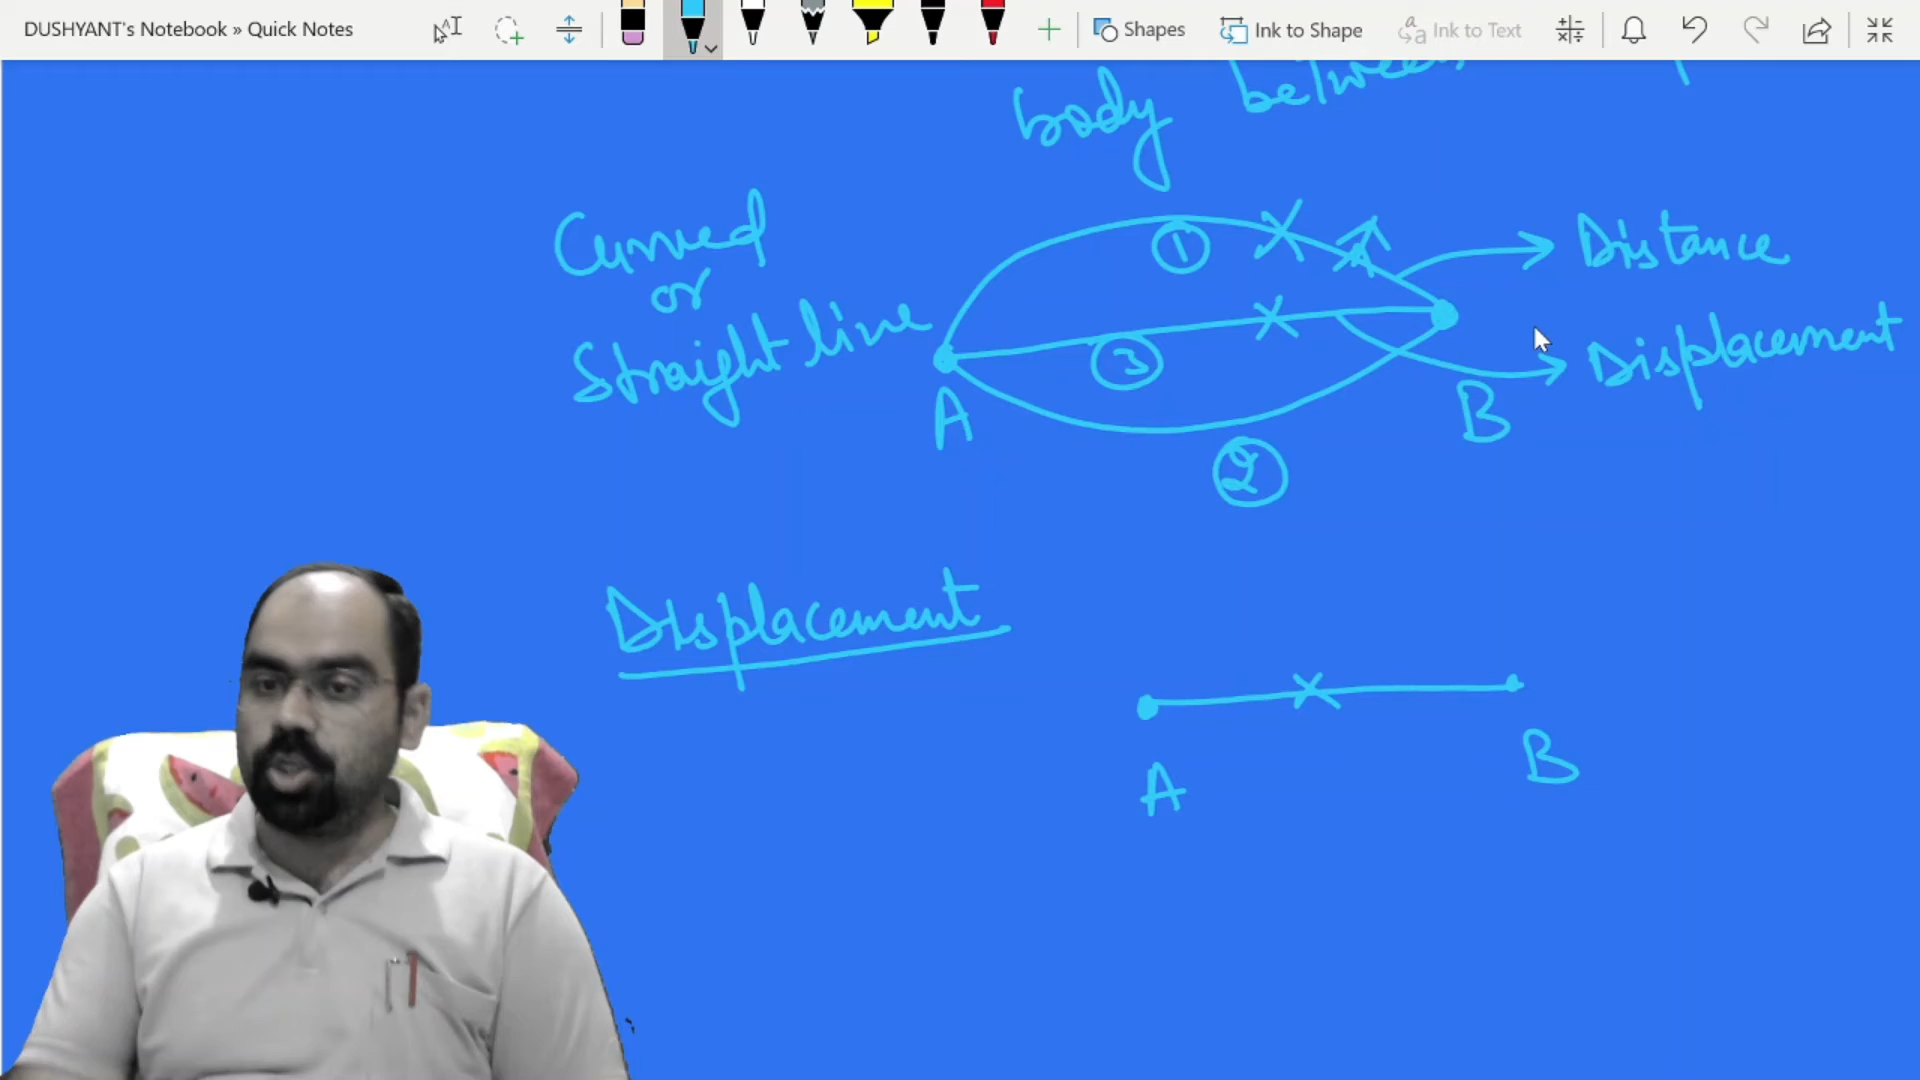 DUSHYANT's Notebook » Quick Notes
Shapes
Ink to Shape
Ink to Text
body between
Curved
or
Straight line
1
3
2
A
B
Distance
Displacement
Displacement
A
B